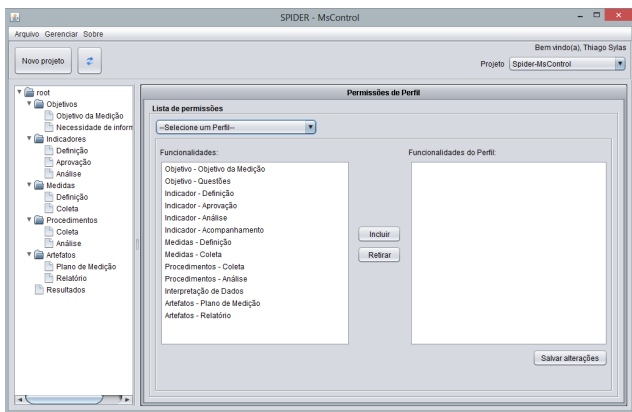 SPIDER - MsControl
Arquivo Gerenciar Sobre
Bem vindo(a), Thiago Sylas
Novo projeto
Projeto Spider-MsControl
root
Objetivos
Objetivo da Medição
Necessidade de inform
Indicadores
Definição
Aprovação
Análise
Medidas
Definição
Coleta
Procedimentos
Coleta
Análise
Artefatos
Plano de Medição
Relatório
Resultados
Permissões de Perfil
Lista de permissões
--Selecione um Perfil--
Funcionalidades:
Objetivo - Objetivo da Medição
Objetivo - Questões
Indicador - Definição
Indicador - Aprovação
Indicador - Análise
Indicador - Acompanhamento
Medidas - Definição
Medidas - Coleta
Procedimentos - Coleta
Procedimentos - Análise
Interpretação de Dados
Artefatos - Plano de Medição
Artefatos - Relatório
Incluir
Retirar
Funcionalidades do Perfil:
Salvar alterações